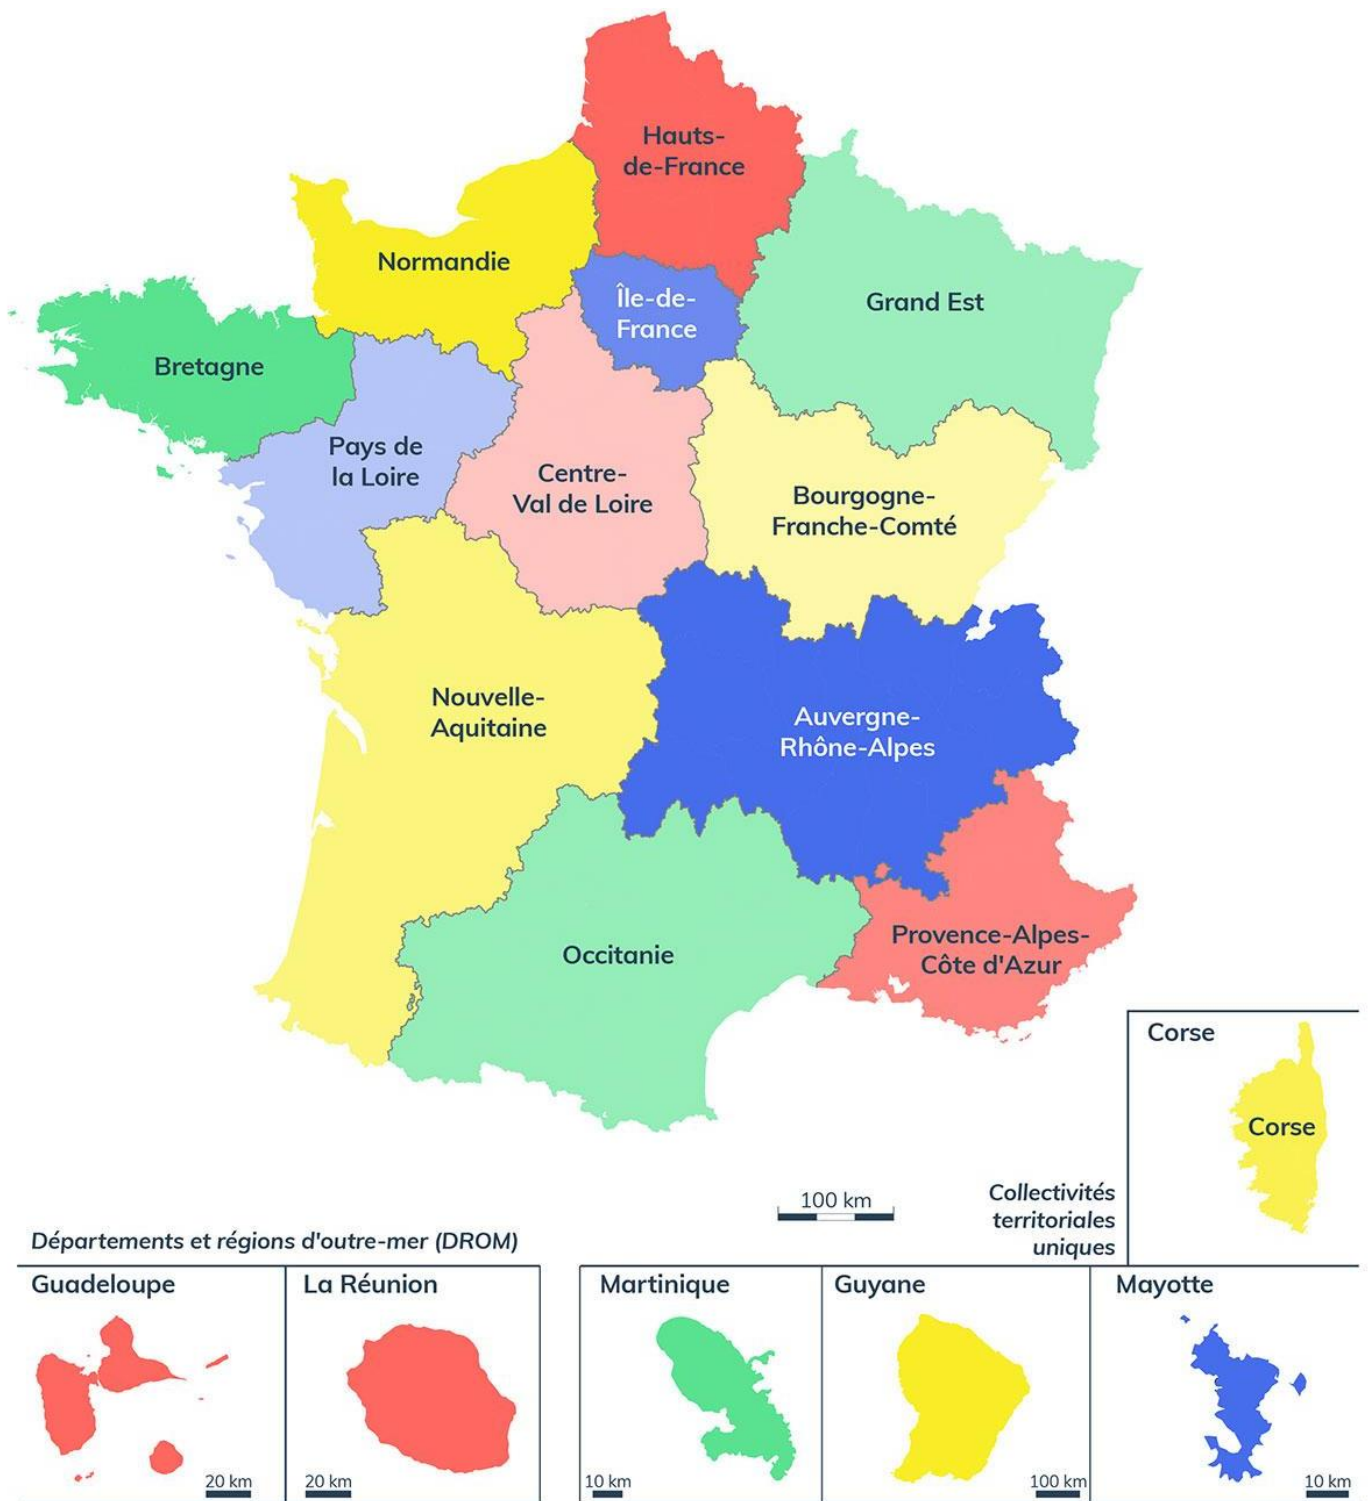 Hauts-
de-France
Normandie
Île-de-
France
Grand Est
Bretagne
Pays de
la Loire
Centre-
Val de Loire
Bourgogne-
Franche-Comté
Nouvelle-
Aquitaine
Auvergne-
Rhône-Alpes
Occitanie
Provence-Alpes-
Côte d'Azur
Corse
Corse
100 km
Collectivités
territoriales
uniques
Départements et régions d'outre-mer (DROM)
Guadeloupe
20 km
La Réunion
20 km
Martinique
10 km
Guyane
100 km
Mayotte
10 km